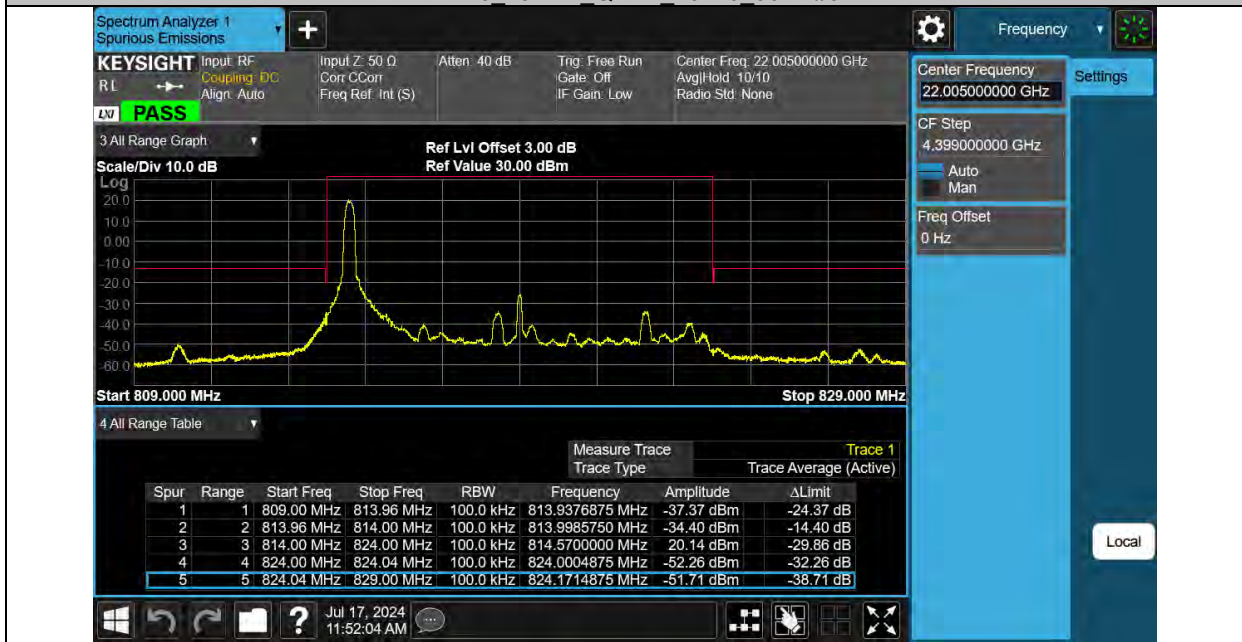 Spectrum Analyzer 1
Spurious Emissions
+
Frequency
KEYSIGHT Input: RF Input Z: 50 Ω Atten: 40 dB Trig: Free Run Center Freq: 22.005000000 GHz
RL Coupling: DC Corr CCorr Gate: Off Avg|Hold: 10/10
Align: Auto Freq Ref: Int (S) IF Gain: Low Radio Std: None
LXI PASS
Center Frequency
22.005000000 GHz
Settings
CF Step
4.399000000 GHz
Auto
Man
Freq Offset
0 Hz
3 All Range Graph
Ref Lvl Offset 3.00 dB
Scale/Div 10.0 dB Ref Value 30.00 dBm
Log
20.0
10.0
0.00
-10.0
-20.0
-30.0
-40.0
-50.0
-60.0
Start 809.000 MHz Stop 829.000 MHz
4 All Range Table
Measure Trace Trace 1
Trace Type Trace Average (Active)
Spur Range Start Freq Stop Freq RBW Frequency Amplitude ΔLimit
1 1 809.00 MHz 813.96 MHz 100.0 kHz 813.9376875 MHz -37.37 dBm -24.37 dB
2 2 813.96 MHz 814.00 MHz 100.0 kHz 813.9985750 MHz -34.40 dBm -14.40 dB
3 3 814.00 MHz 824.00 MHz 100.0 kHz 814.5700000 MHz 20.14 dBm -29.86 dB
4 4 824.00 MHz 824.04 MHz 100.0 kHz 824.0004875 MHz -52.26 dBm -32.26 dB
5 5 824.04 MHz 829.00 MHz 100.0 kHz 824.1714875 MHz -51.71 dBm -38.71 dB
Local
?
Jul 17, 2024
11:52:04 AM